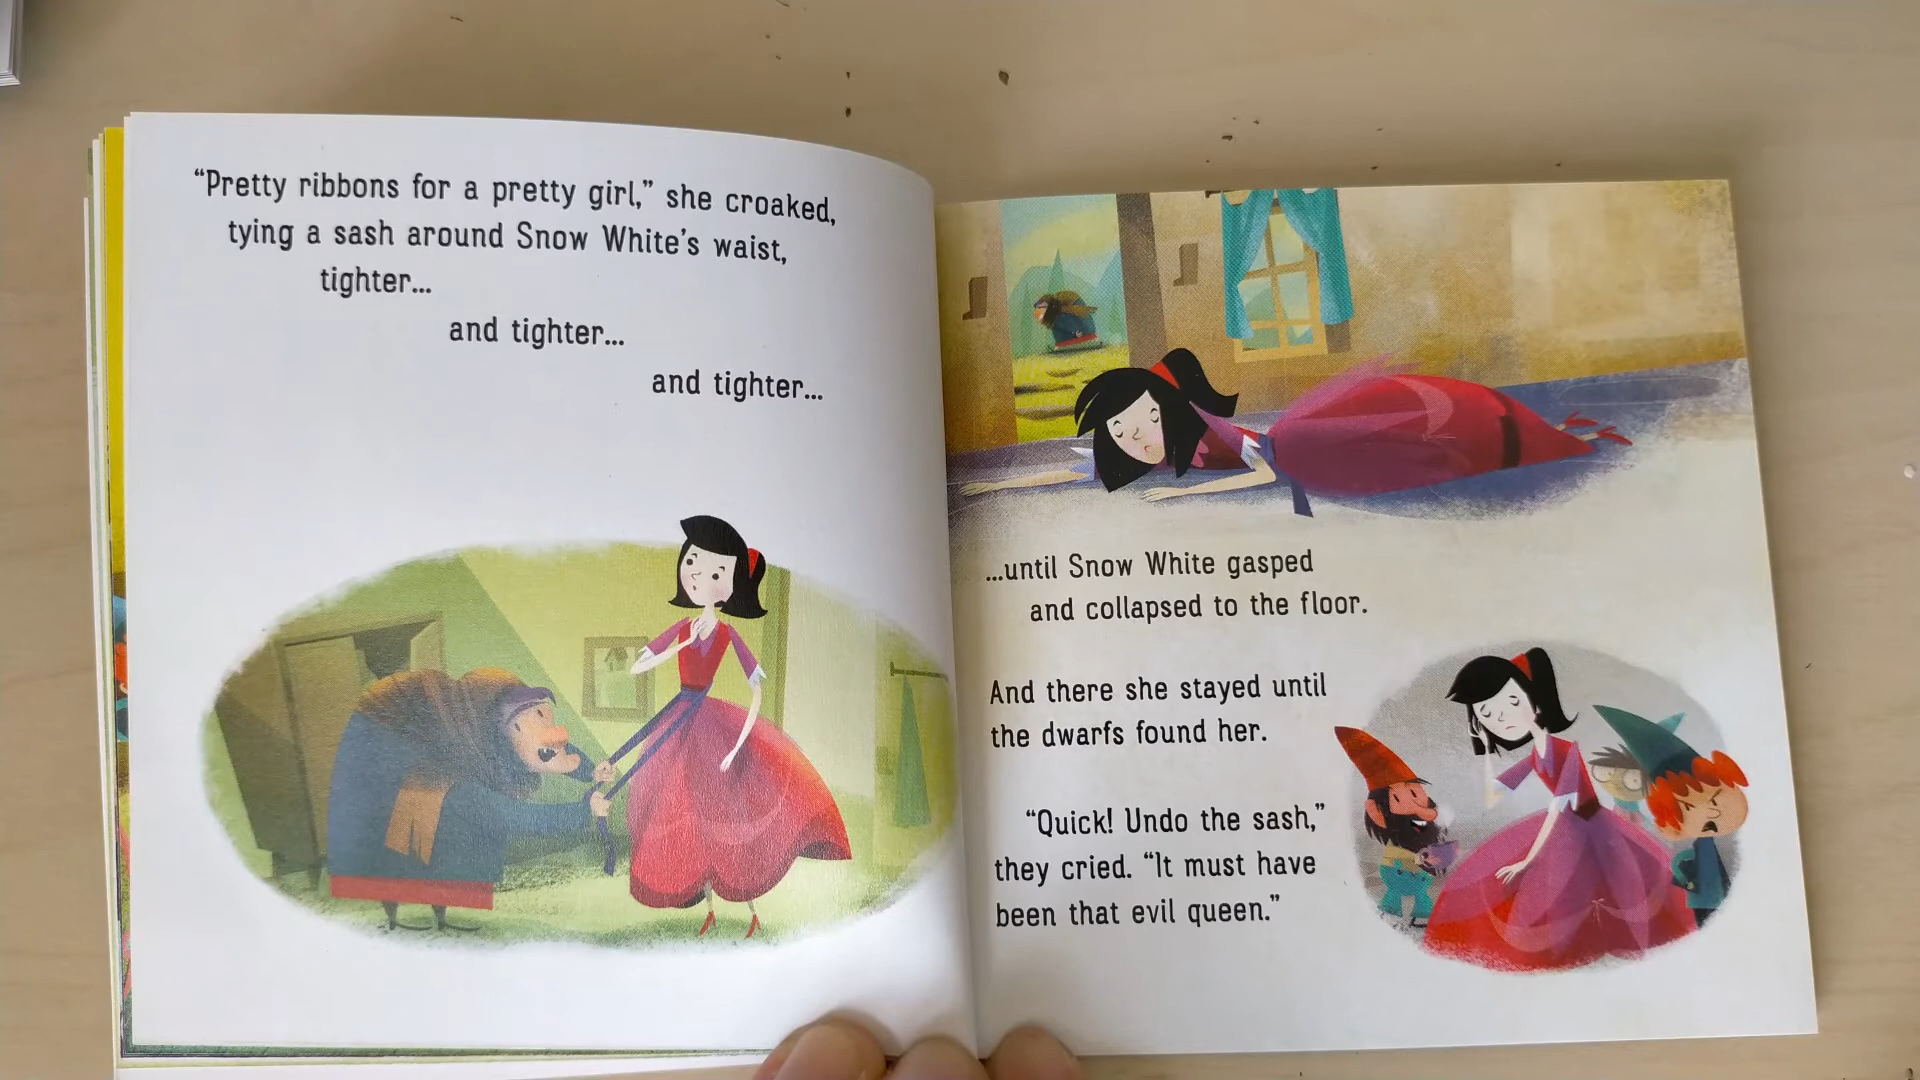 “Pretty ribbons for a pretty girl,” she croaked,
tying a sash around Snow White’s waist,
tighter...
and tighter...
and tighter...
...until Snow White gasped
and collapsed to the floor.
And there she stayed until
the dwarfs found her.
“Quick! Undo the sash,”
they cried. “It must have
been that evil queen.”